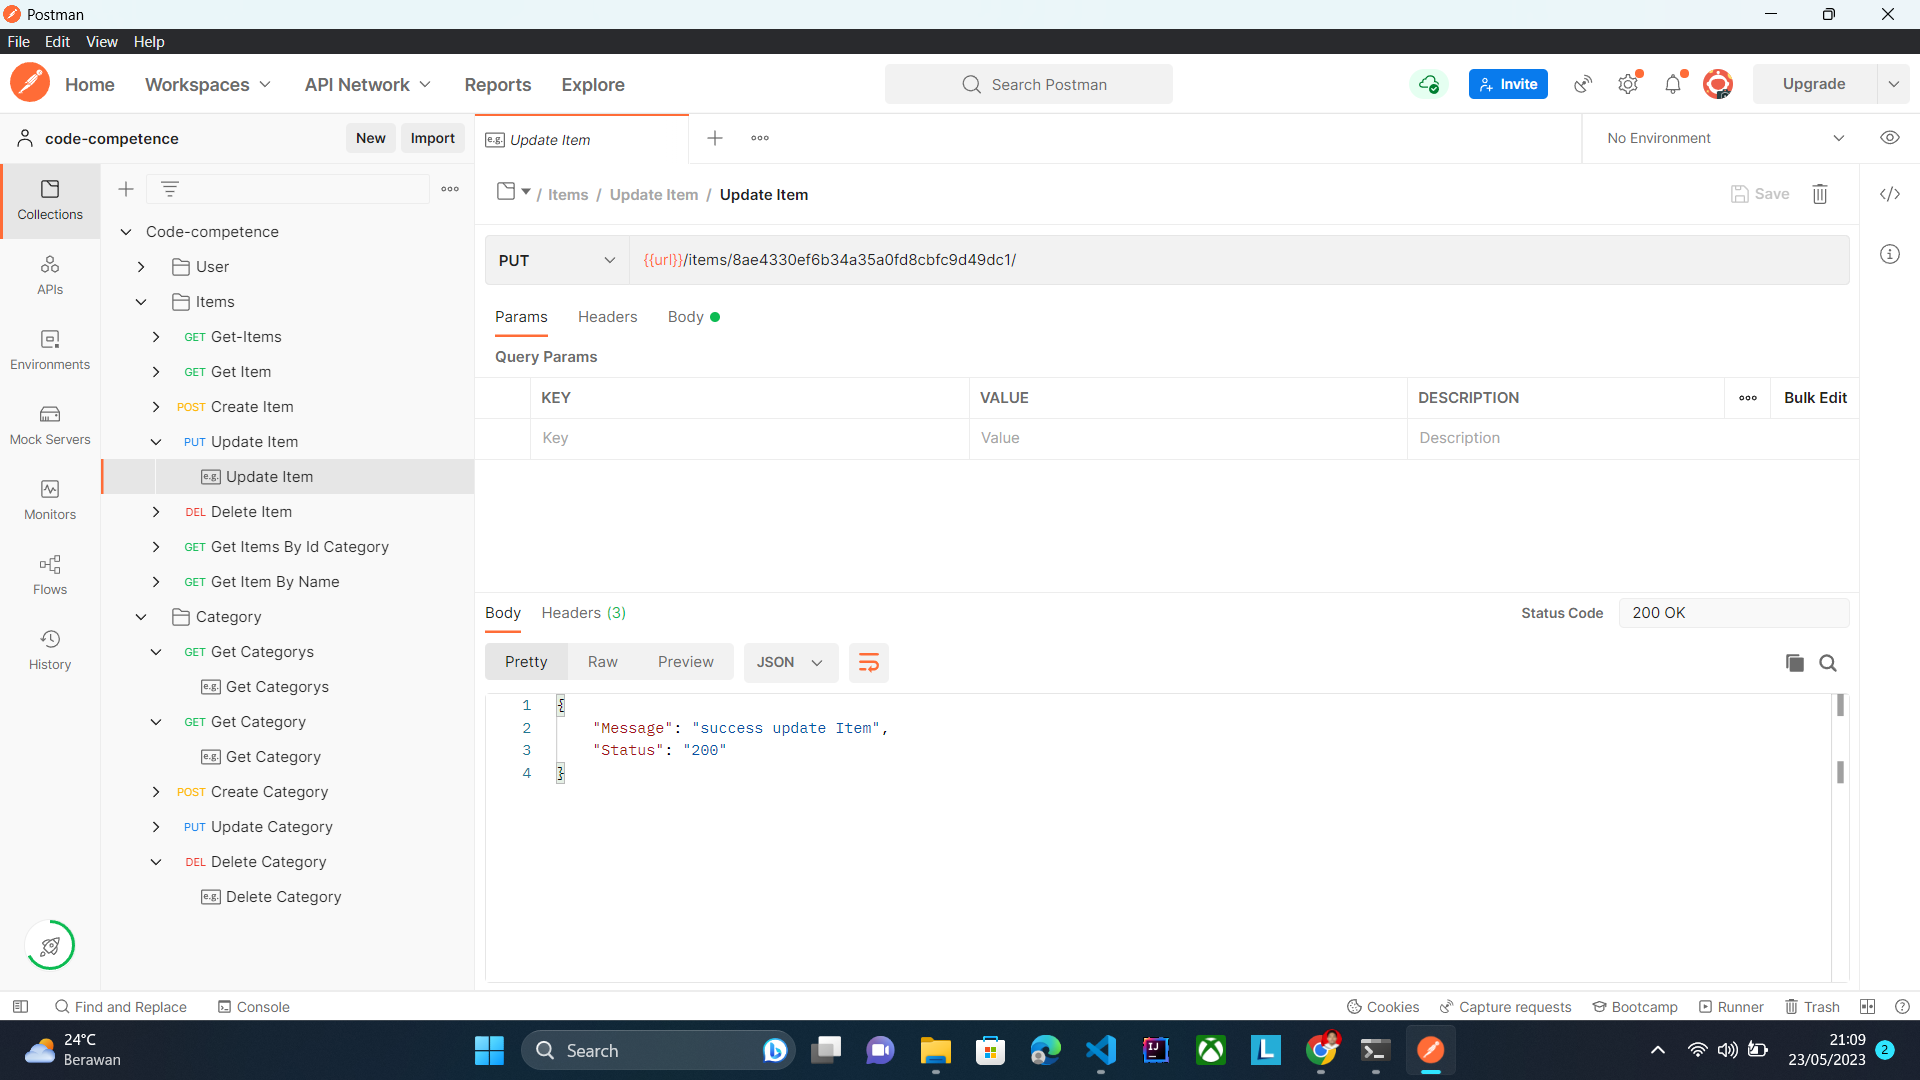 Postman
File Edit View Help
Home Workspaces API Network Reports Explore
Search Postman
Invite
Upgrade
code-competence
New Import
e.g. Update Item
No Environment
Collections
APIs
Environments
Mock Servers
Monitors
Flows
History
Code-competence
User
Items
GET Get-Items
GET Get Item
POST Create Item
PUT Update Item
e.g. Update Item
DEL Delete Item
GET Get Items By Id Category
GET Get Item By Name
Category
GET Get Categorys
e.g. Get Categorys
GET Get Category
e.g. Get Category
POST Create Category
PUT Update Category
DEL Delete Category
e.g. Delete Category
/ Items / Update Item / Update Item
Save
PUT {{url}}/items/8ae4330ef6b34a35a0fd8cbfc9d49dc1/
Params Headers Body
Query Params
KEY VALUE DESCRIPTION Bulk Edit
Key Value Description
Body Headers (3)
Status Code 200 OK
Pretty Raw Preview JSON
1 {
2 "Message": "success update Item",
3 "Status": "200"
4 }
Find and Replace Console
Cookies Capture requests Bootcamp Runner Trash
24°C
Berawan
Search
IJ
L
21:09
23/05/2023
2